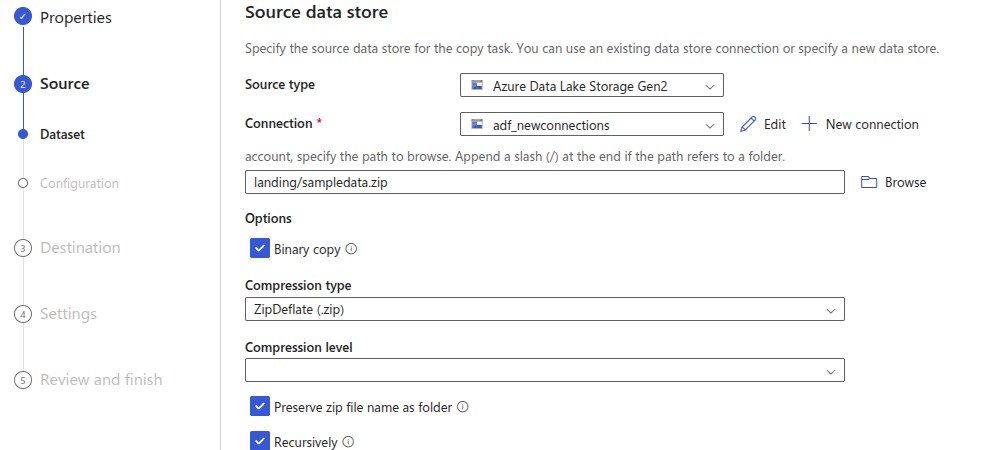 Properties
2 Source
Dataset
Configuration
3 Destination
4 Settings
5 Review and finish
Source data store
Specify the source data store for the copy task. You can use an existing data store connection or specify a new data store.
Source type Azure Data Lake Storage Gen2
Connection * adf_newconnections Edit New connection
account, specify the path to browse. Append a slash (/) at the end if the path refers to a folder.
landing/sampledata.zip Browse
Options
Binary copy
Compression type
ZipDeflate (.zip)
Compression level
Preserve zip file name as folder
Recursively